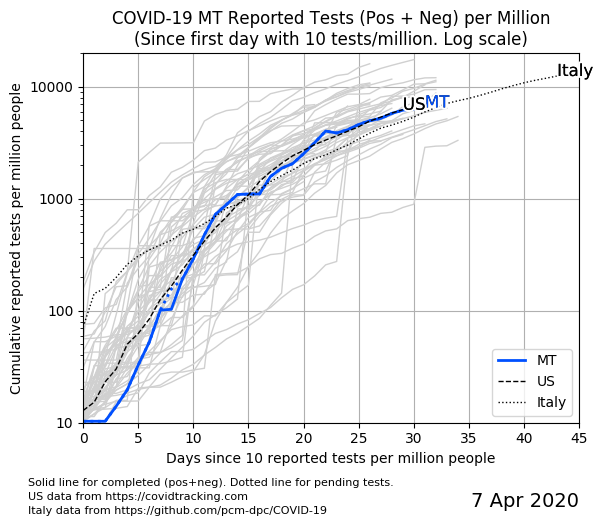 COVID-19 MT Reported Tests (Pos + Neg) per Million
(Since first day with 10 tests/million. Log scale)
Cumulative reported tests per million people
10000
1000
100
10
Italy
US
MT
MT
US
Italy
0 5 10 15 20 25 30 35 40 45
Days since 10 reported tests per million people
Solid line for completed (pos+neg). Dotted line for pending tests.
US data from https://covidtracking.com
Italy data from https://github.com/pcm-dpc/COVID-19
7 Apr 2020